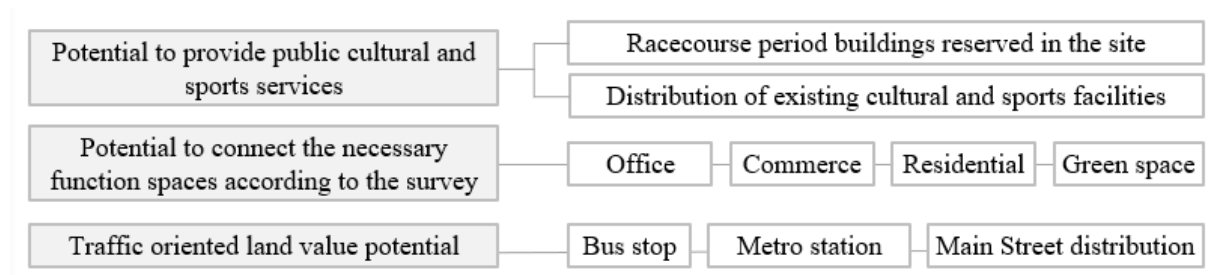 Potential to provide public cultural and
sports services
Racecourse period buildings reserved in the site
Distribution of existing cultural and sports facilities
Potential to connect the necessary
function spaces according to the survey
Office
Commerce
Residential
Green space
Traffic oriented land value potential
Bus stop
Metro station
Main Street distribution